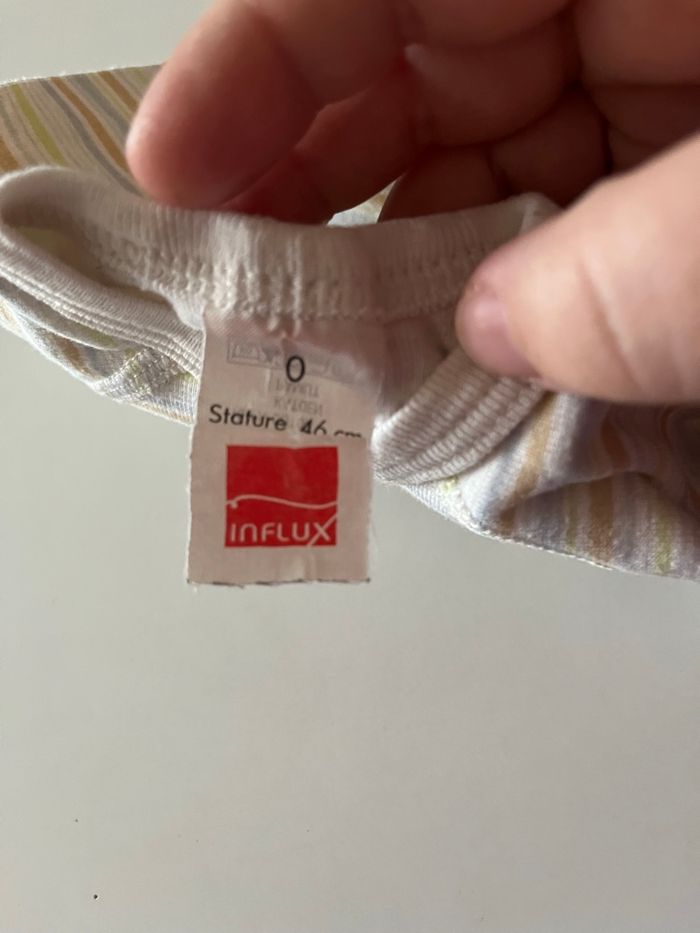 0
Stature 46 cm
INFLUX